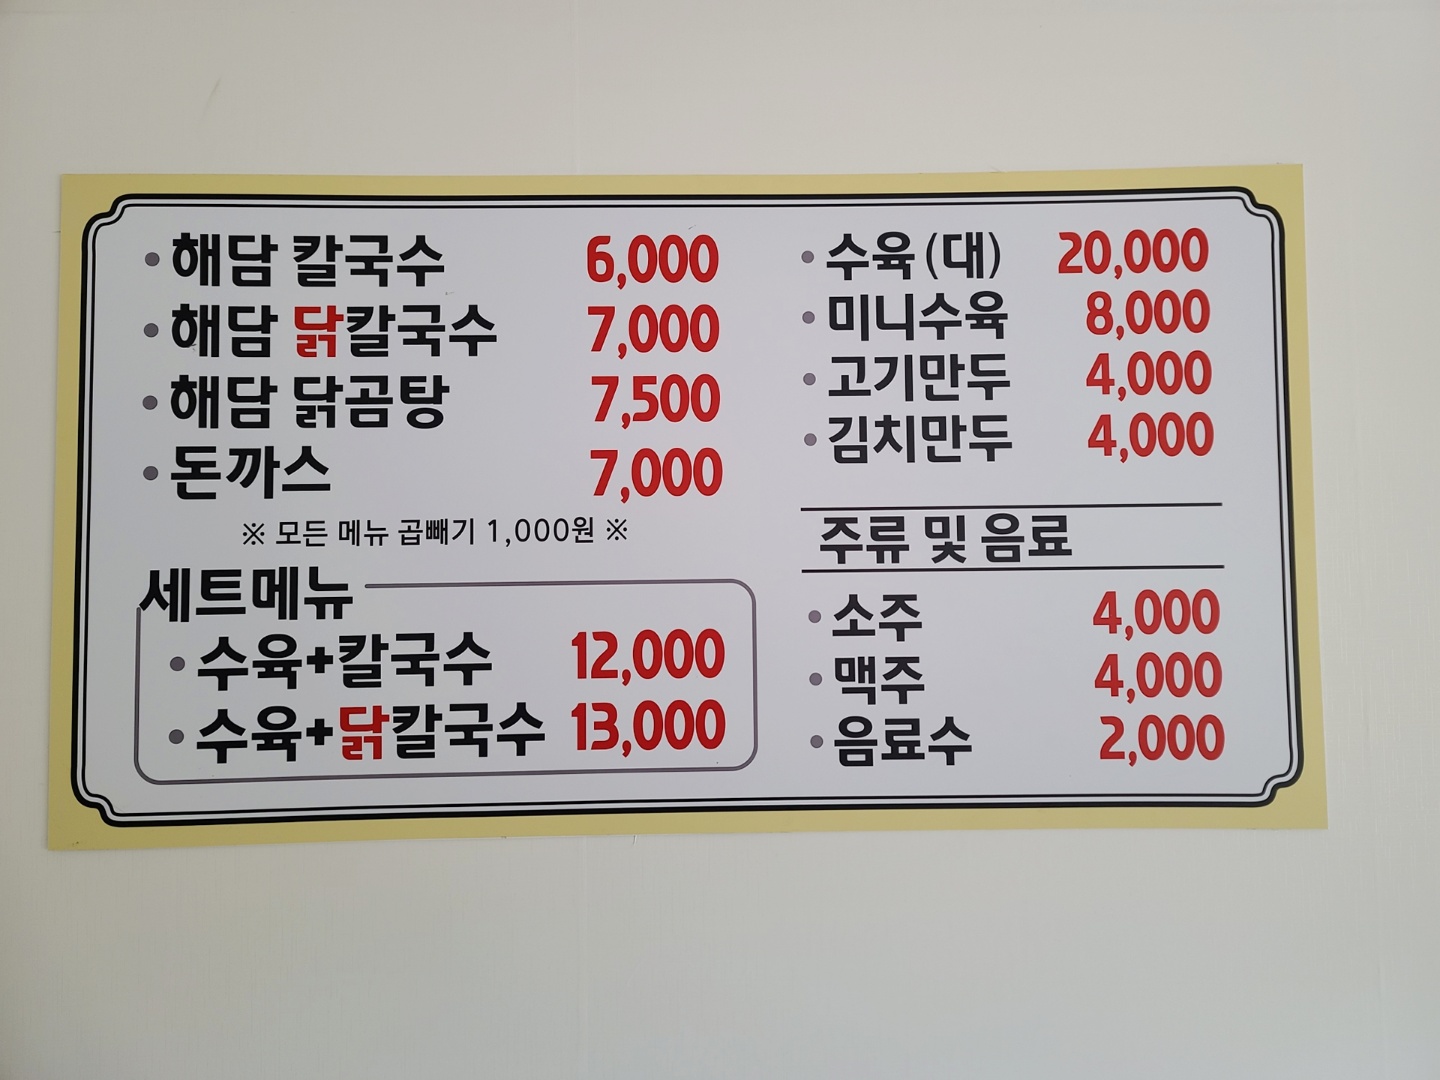 · 해담 칼국수 6,000
· 해담 닭칼국수 7,000
· 해담 닭곰탕 7,500
· 돈까스 7,000
※ 모든 메뉴 곱빼기 1,000원 ※
세트메뉴
· 수육+칼국수 12,000
· 수육+닭칼국수 13,000
· 수육(대) 20,000
· 미니수육 8,000
· 고기만두 4,000
· 김치만두 4,000
주류 및 음료
· 소주 4,000
· 맥주 4,000
· 음료수 2,000